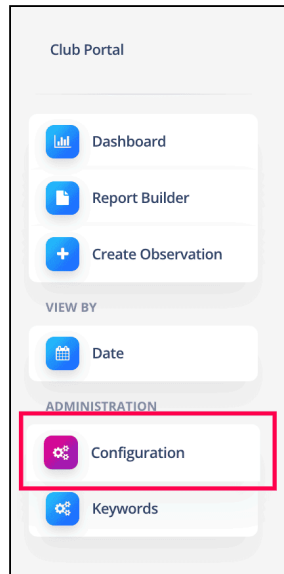 Club Portal
Dashboard
Report Builder
Create Observation
VIEW BY
Date
ADMINISTRATION
Configuration
Keywords